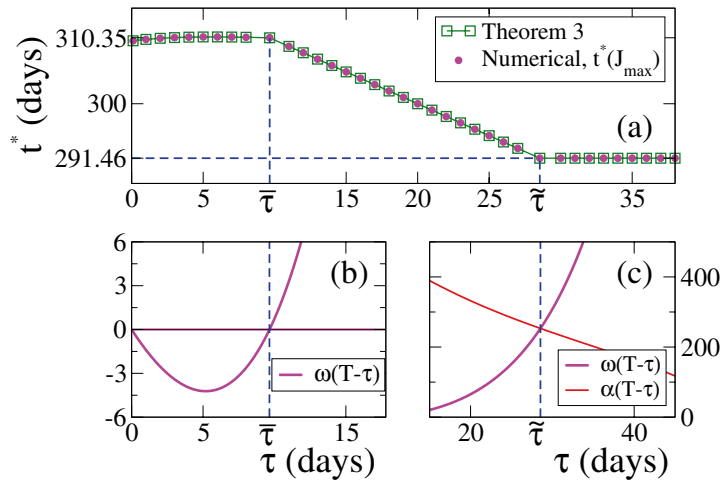 310.35
300
291.46
t* (days)
Theorem 3
Numerical, t*(J_max)
(a)
0 5 τ̅ 15 20 25 τ̃ 35
6
3
0
-3
-6
(b)
ω(T-τ)
0 5 τ̅ 15
τ (days)
(c)
400
200
0
ω(T-τ)
α(T-τ)
20 τ̃ 40
τ (days)